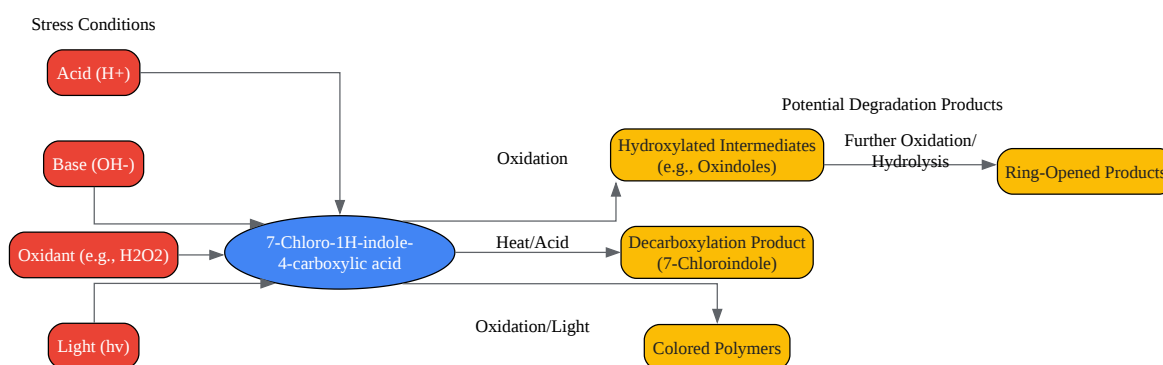 Stress Conditions
Acid (H+)
Base (OH-)
Oxidant (e.g., H2O2)
Light (hv)
7-Chloro-1H-indole-
4-carboxylic acid
Oxidation
Heat/Acid
Oxidation/Light
Potential Degradation Products
Hydroxylated Intermediates
(e.g., Oxindoles)
Further Oxidation/
Hydrolysis
Ring-Opened Products
Decarboxylation Product
(7-Chloroindole)
Colored Polymers